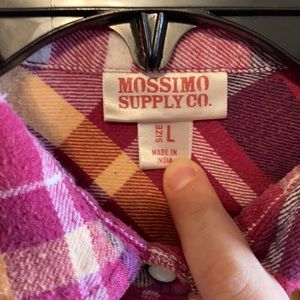 MOSSIMO
SUPPLY CO.
SIZE L
MADE IN
INDIA